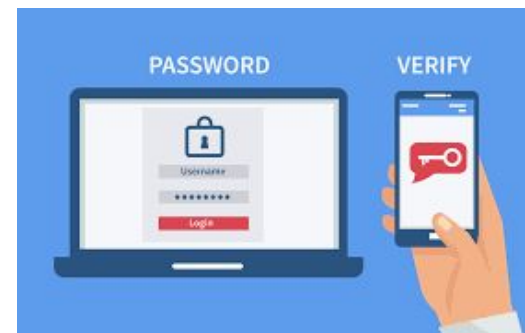 PASSWORD
VERIFY
Username
********
Login